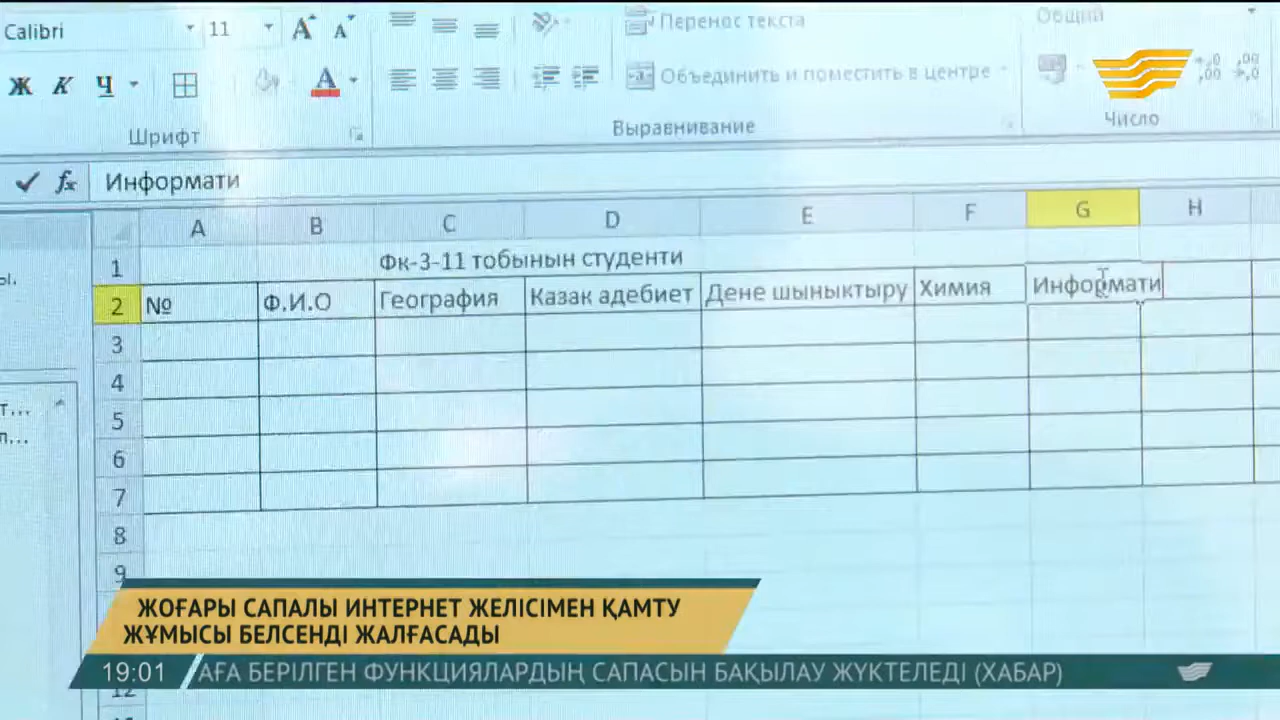 Calibri 11 А А Перенос текста Общий
Ж К Ч А Объединить и поместить в центре
Шрифт Выравнивание Число
fx Информати
A B C D E F G H
1 Фк-3-11 тобынын студенти
2 № Ф.И.О География Казак адебиет Дене шыныктыру Химия Информати
3
4
5
6
7
8
9
ЖОҒАРЫ САПАЛЫ ИНТЕРНЕТ ЖЕЛІСІМЕН ҚАМТУ
ЖҰМЫСЫ БЕЛСЕНДІ ЖАЛҒАСАДЫ
19:01 АҒА БЕРІЛГЕН ФУНКЦИЯЛАРДЫҢ САПАСЫН БАҚЫЛАУ ЖҮКТЕЛЕДІ (ХАБАР)
12